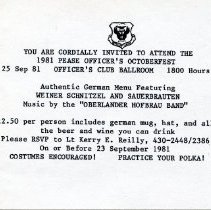 YOU ARE CORDIALLY INVITED TO ATTEND THE
1981 PEASE OFFICER'S OCTOBERFEST
25 Sep 81 OFFICER'S CLUB BALLROOM 1800 Hours
Authentic German Menu Featuring
WEINER SCHNITZEL AND SAUERBAUTEN
Music by the "OBERLANDER HOFBRAU BAND"
2.50 per person includes german mug, hat, and all
the beer and wine you can drink
Please RSVP to Lt Kerry E. Reilly, 430-2448/2386
On or Before 23 September 1981
COSTUMES ENCOURAGED! PRACTICE YOUR POLKA!